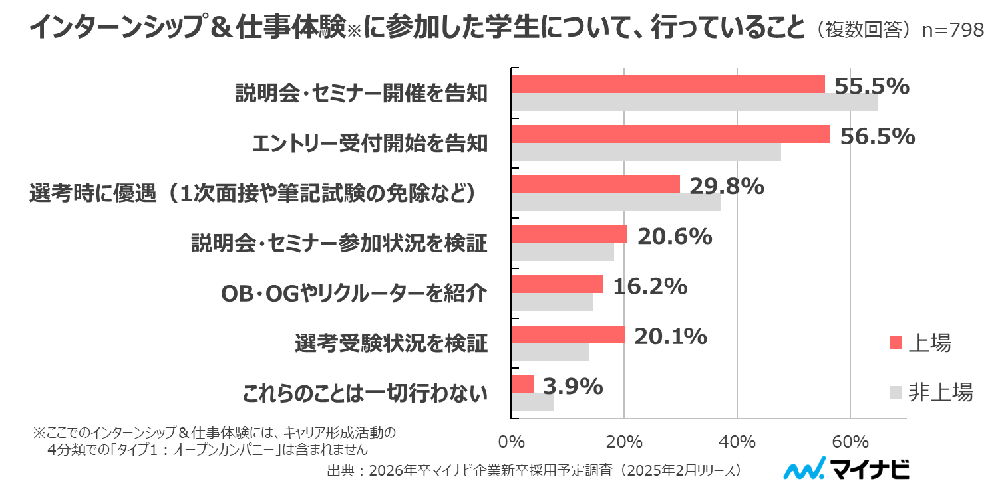 インターンシップ＆仕事体験※に参加した学生について、行っていること（複数回答）n=798
説明会・セミナー開催を告知
55.5%
エントリー受付開始を告知
56.5%
選考時に優遇（1次面接や筆記試験の免除など）
29.8%
説明会・セミナー参加状況を検証
20.6%
OB・OGやリクルーターを紹介
16.2%
選考受験状況を検証
20.1%
これらのことは一切行わない
3.9%
上場
非上場
0%
20%
40%
60%
※ここでのインターンシップ＆仕事体験には、キャリア形成活動の
4分類での「タイプ1：オープンカンパニー」は含まれません
出典：2026年卒マイナビ企業新卒採用予定調査（2025年2月リリース）
マイナビ